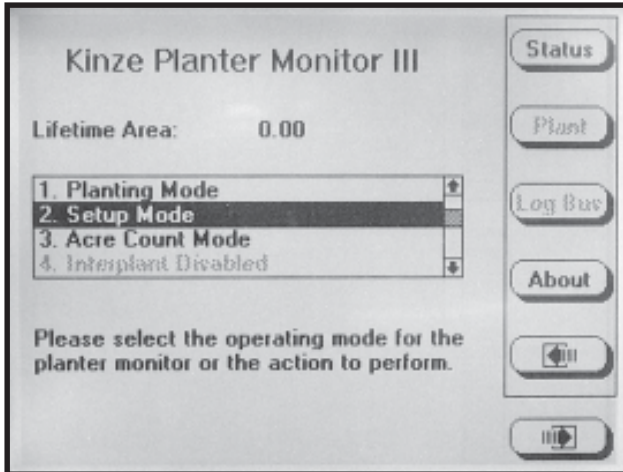 Kinze Planter Monitor III
Lifetime Area: 0.00
1. Planting Mode
2. Setup Mode
3. Acre Count Mode
4. Interplant Disabled
Please select the operating mode for the
planter monitor or the action to perform.
Status
Plant
Log Bus
About